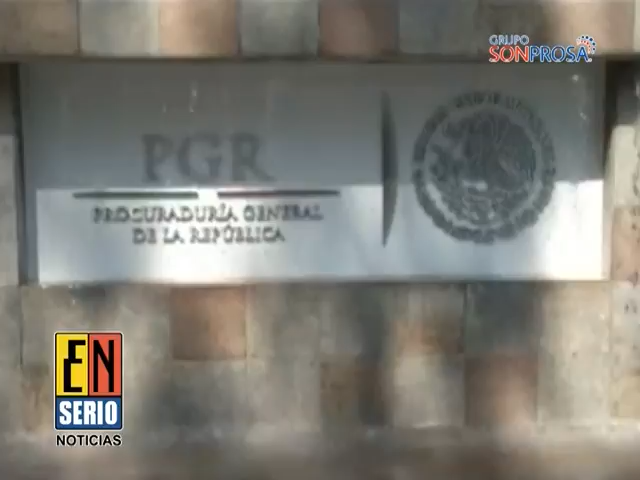 GRUPO
SONPROSA
PGR
PROCURADURÍA GENERAL
DE LA REPÚBLICA
EN
SERIO
NOTICIAS